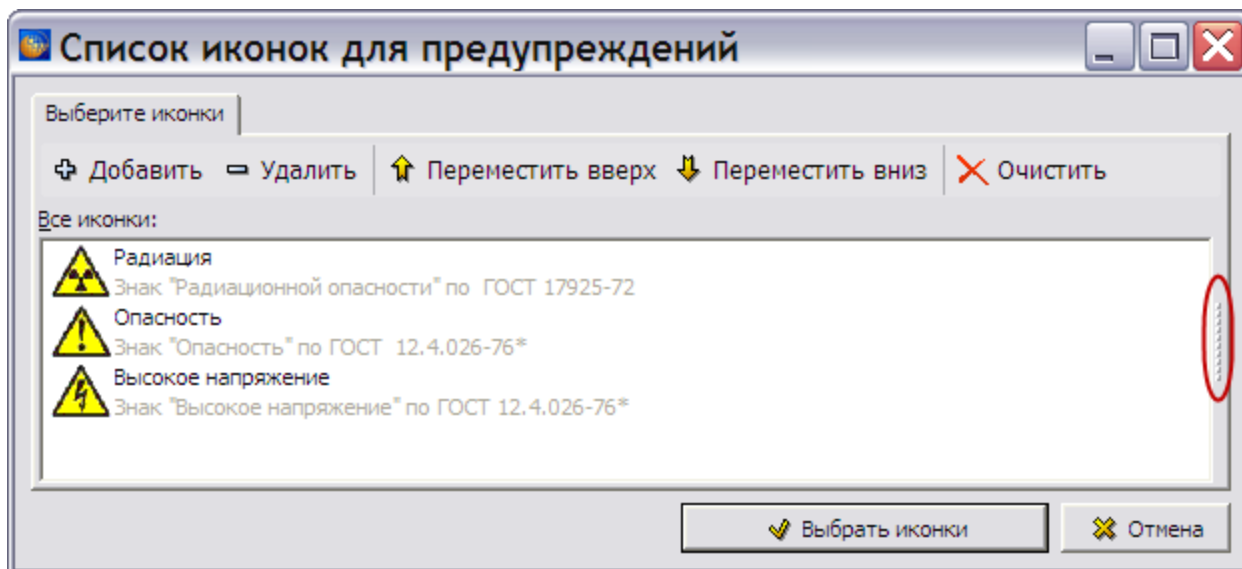 Список иконок для предупреждений
Выберите иконки
Добавить Удалить Переместить вверх Переместить вниз Очистить
Все иконки:
Радиация
Знак "Радиационной опасности" по ГОСТ 17925-72
Опасность
Знак "Опасность" по ГОСТ 12.4.026-76*
Высокое напряжение
Знак "Высокое напряжение" по ГОСТ 12.4.026-76*
Выбрать иконки Отмена